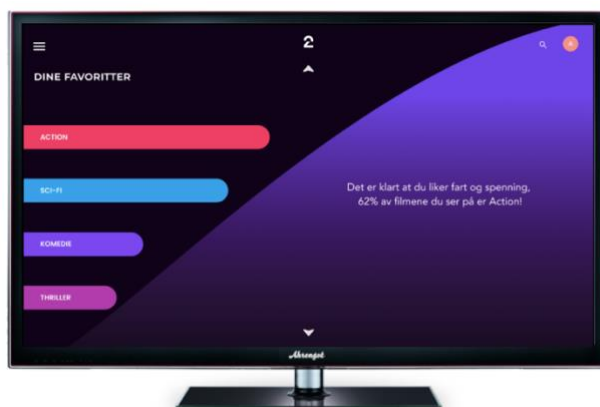 2
DINE FAVORITTER
ACTION
SCI-FI
KOMEDIE
THRILLER
Det er klart at du liker fart og spenning,
62% av filmene du ser på er Action!
A
Ahrengot